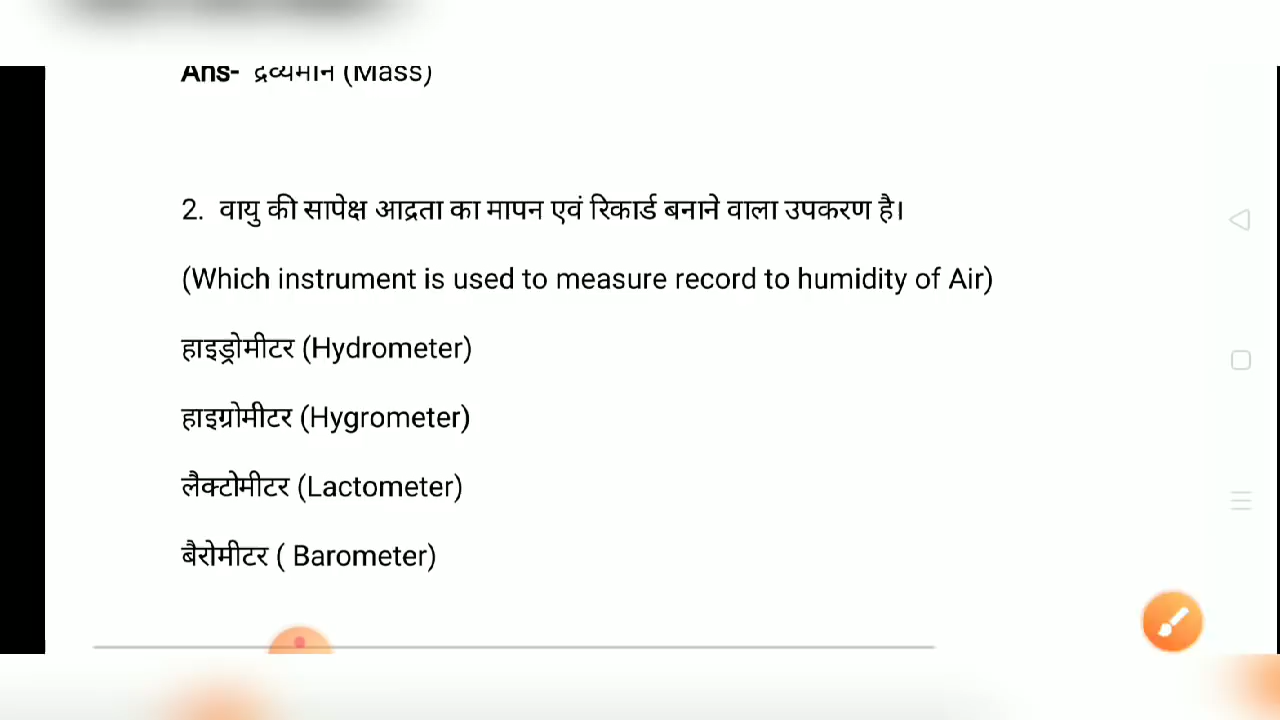 Ans- द्रव्यमान (Mass)
2. वायु की सापेक्ष आद्रता का मापन एवं रिकार्ड बनाने वाला उपकरण है।
(Which instrument is used to measure record to humidity of Air)
हाइड्रोमीटर (Hydrometer)
हाइग्रोमीटर (Hygrometer)
लैक्टोमीटर (Lactometer)
बैरोमीटर ( Barometer)